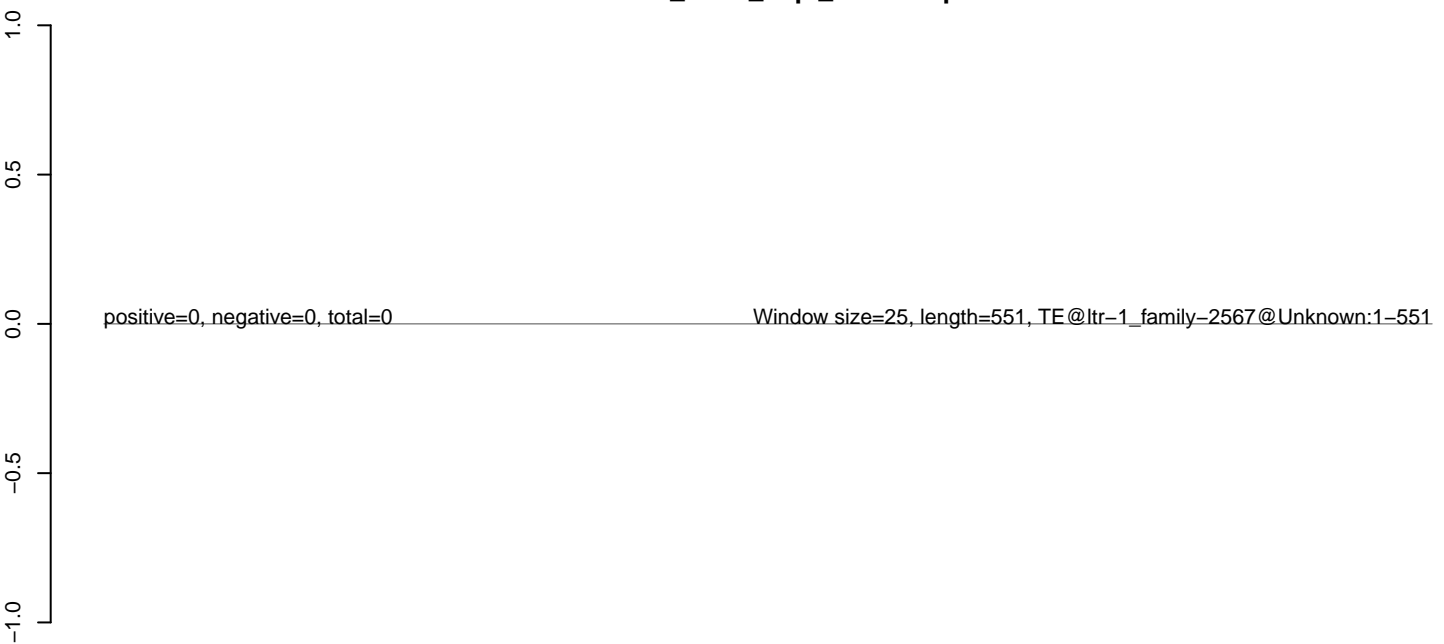 1.0
0.5
positive=0, negative=0, total=0
Window size=25, length=551, TE@ltr−1_family−2567@Unknown:1−551
0.0
−0.5
−1.0